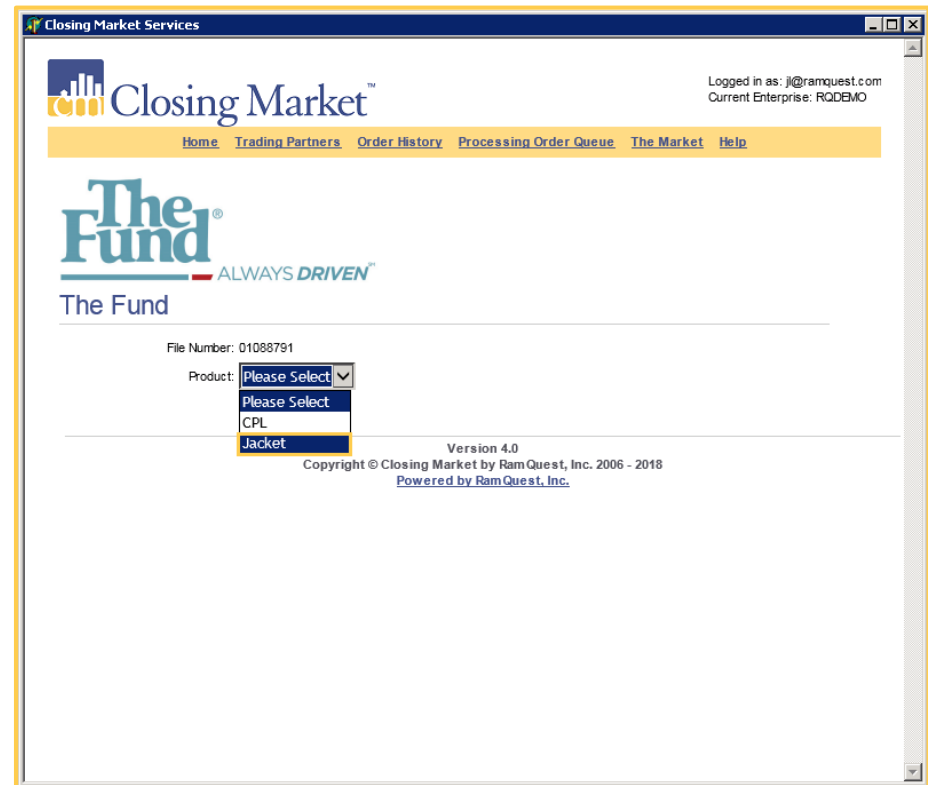 Closing Market Services
cm Closing Market™
Logged in as: jl@ramquest.com
Current Enterprise: RQDEMO
Home Trading Partners Order History Processing Order Queue The Market Help
The
Fund®
ALWAYS DRIVEN℠
The Fund
File Number: 01088791
Product: Please Select
Please Select
CPL
Jacket
Version 4.0
Copyright © Closing Market by RamQuest, Inc. 2006 - 2018
Powered by RamQuest, Inc.